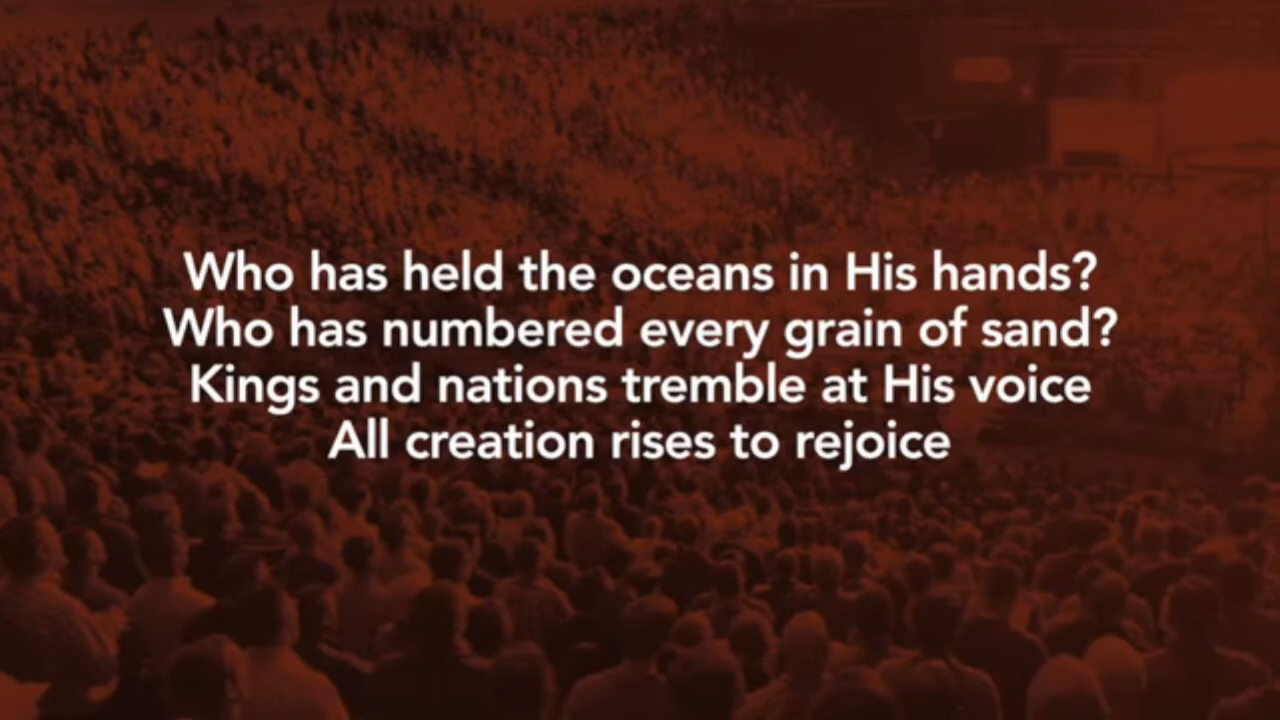 Who has held the oceans in His hands?
Who has numbered every grain of sand?
Kings and nations tremble at His voice
All creation rises to rejoice